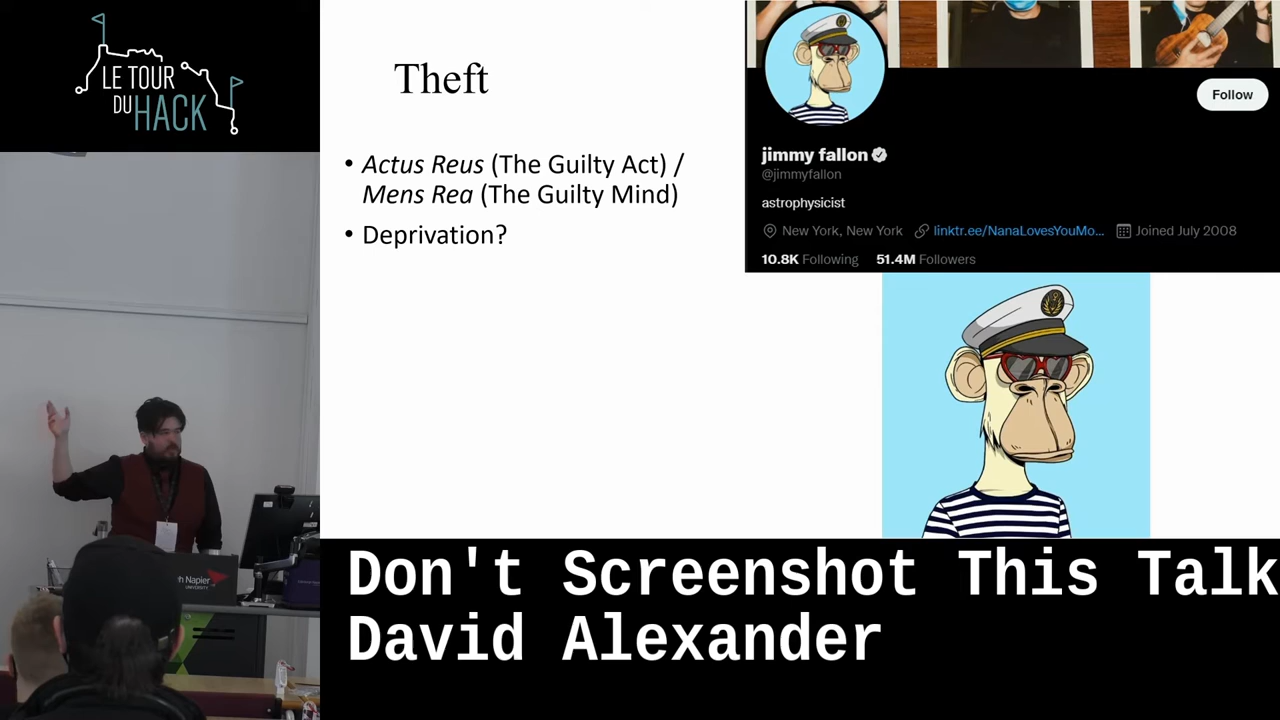 LE TOUR
DU HACK
Theft
• Actus Reus (The Guilty Act) /
Mens Rea (The Guilty Mind)
• Deprivation?
Follow
jimmy fallon
@jimmyfallon
astrophysicist
New York, New York linktr.ee/NanaLovesYouMo... Joined July 2008
10.8K Following 51.4M Followers
Napier
UNIVERSITY
Don't Screenshot This Talk
David Alexander